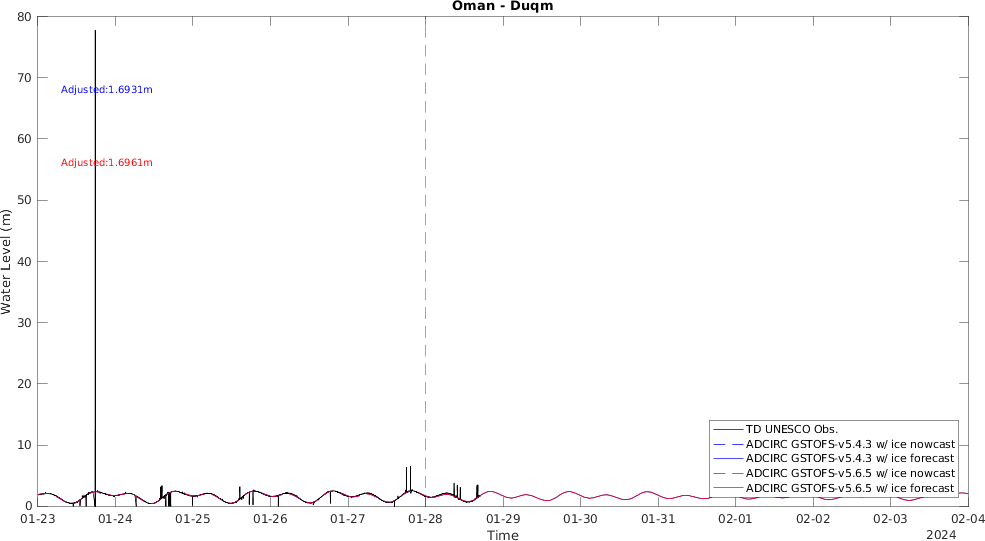 Oman - Duqm
80
70
60
50
40
30
20
10
0
Water Level (m)
Adjusted:1.6931m
Adjusted:1.6961m
TD UNESCO Obs.
ADCIRC GSTOFS-v5.4.3 w/ ice nowcast
ADCIRC GSTOFS-v5.4.3 w/ ice forecast
ADCIRC GSTOFS-v5.6.5 w/ ice nowcast
ADCIRC GSTOFS-v5.6.5 w/ ice forecast
01-23 01-24 01-25 01-26 01-27 01-28 01-29 01-30 01-31 02-01 02-02 02-03 02-04
Time
2024